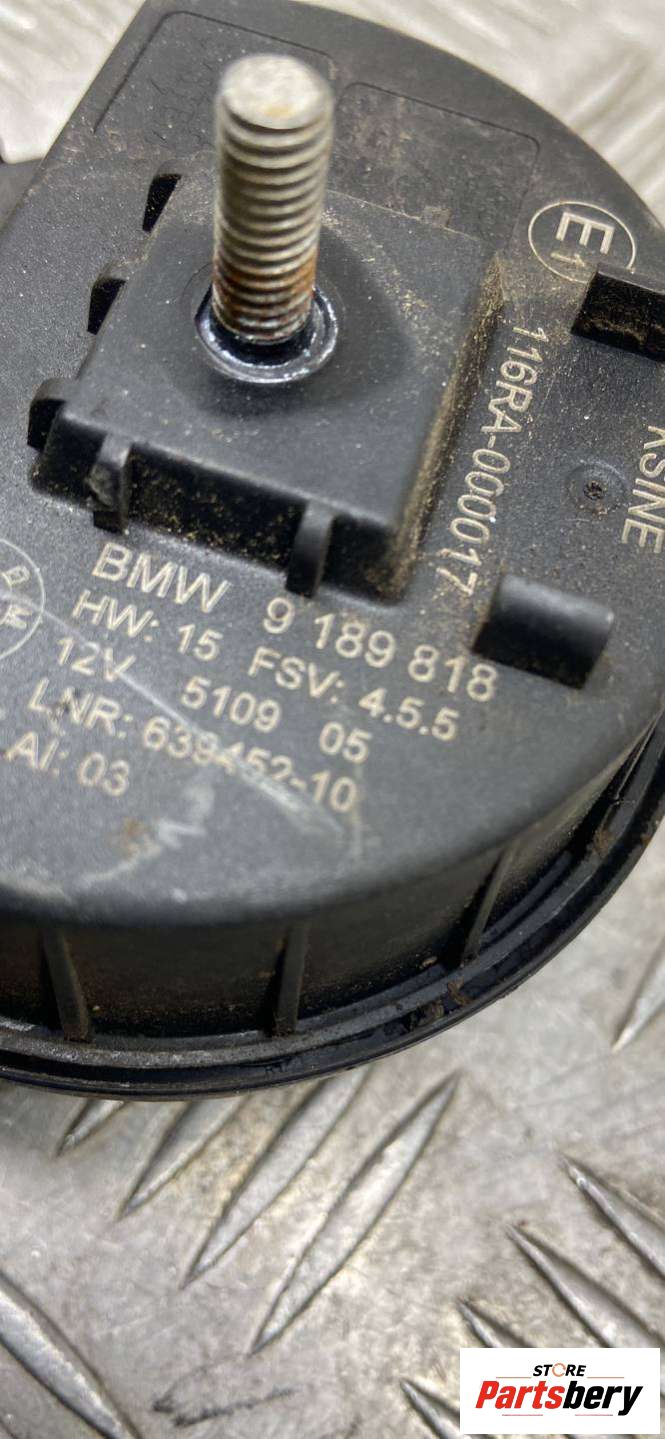 E1
116RA-000017
BMW 9 189 818
HW: 15 FSV: 4.5.5
12V 5109 05
LNR: 639452-10
AI: 03
STORE
Partsbery